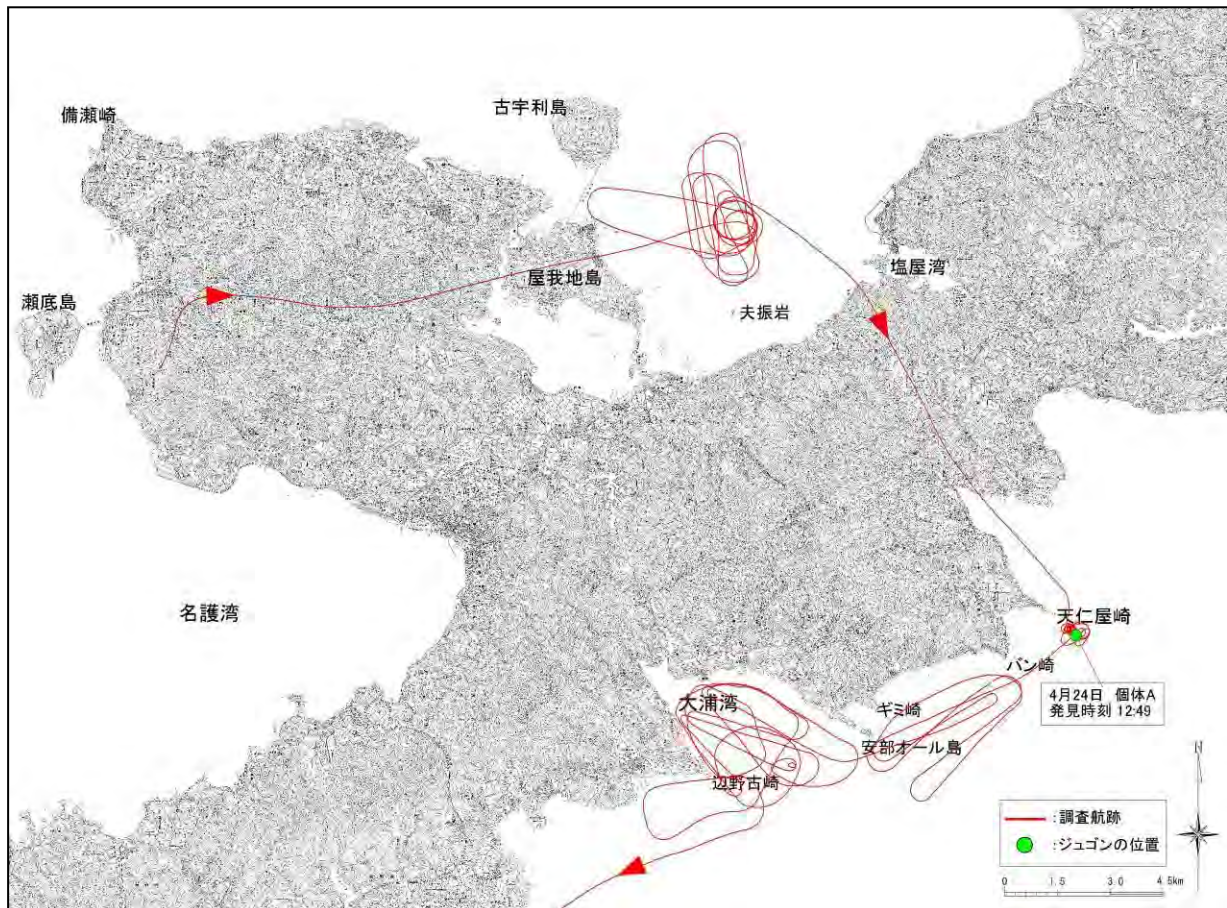 備瀬崎
古宇利島
塩屋湾
屋我地島
瀬底島
夫振岩
名護湾
天仁屋崎
バン崎
4月24日 個体A
発見時刻 12:49
大浦湾
ギミ崎
安部オール島
辺野古崎
N
:調査航跡
:ジュゴンの位置
0 1.5 3.0 4.5km